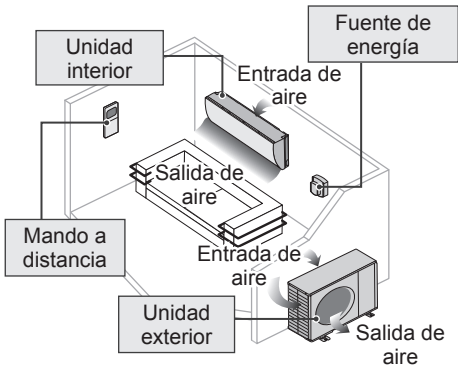 Fuente de
energía
Unidad
interior
Entrada de
aire
Salida de
aire
Mando a
distancia
Entrada de
aire
Unidad
exterior
Salida de
aire